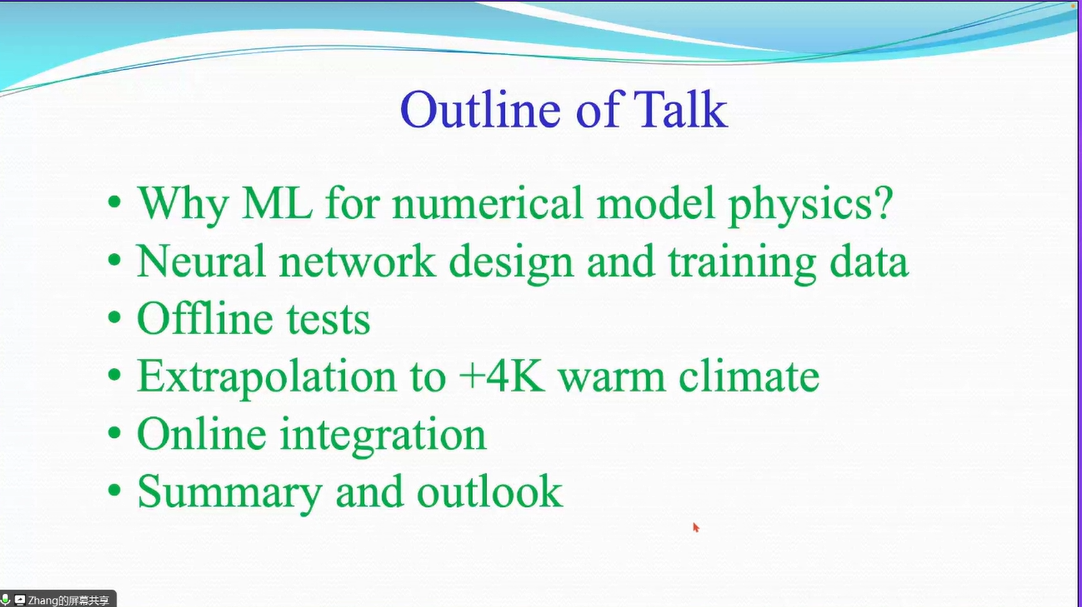 Outline of Talk
• Why ML for numerical model physics?
• Neural network design and training data
• Offline tests
• Extrapolation to +4K warm climate
• Online integration
• Summary and outlook
Zhang的屏幕共享